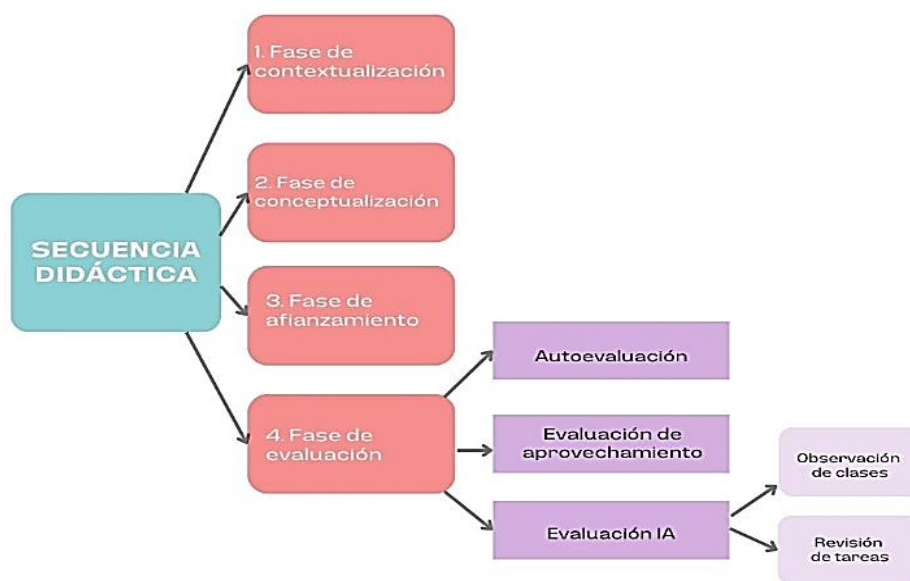 SECUENCIA
DIDÁCTICA
1. Fase de
contextualización
2. Fase de
conceptualización
3. Fase de
afianzamiento
4. Fase de
evaluación
Autoevaluación
Evaluación de
aprovechamiento
Evaluación IA
Observación
de clases
Revisión
de tareas